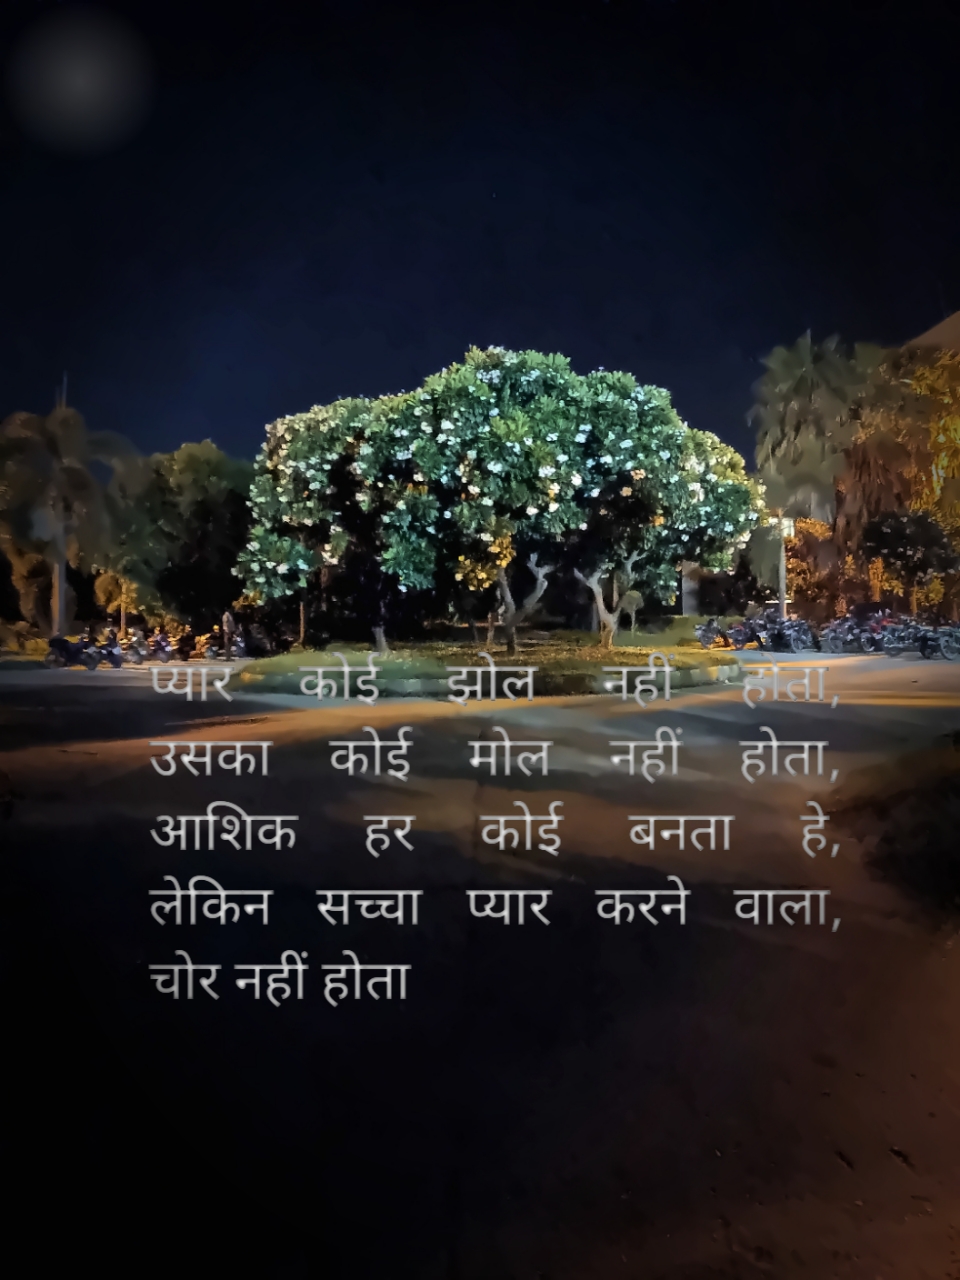 प्यार कोई झोल नही होता,
उसका कोई मोल नहीं होता,
आशिक हर कोई बनता हे,
लेकिन सच्चा प्यार करने वाला,
चोर नहीं होता